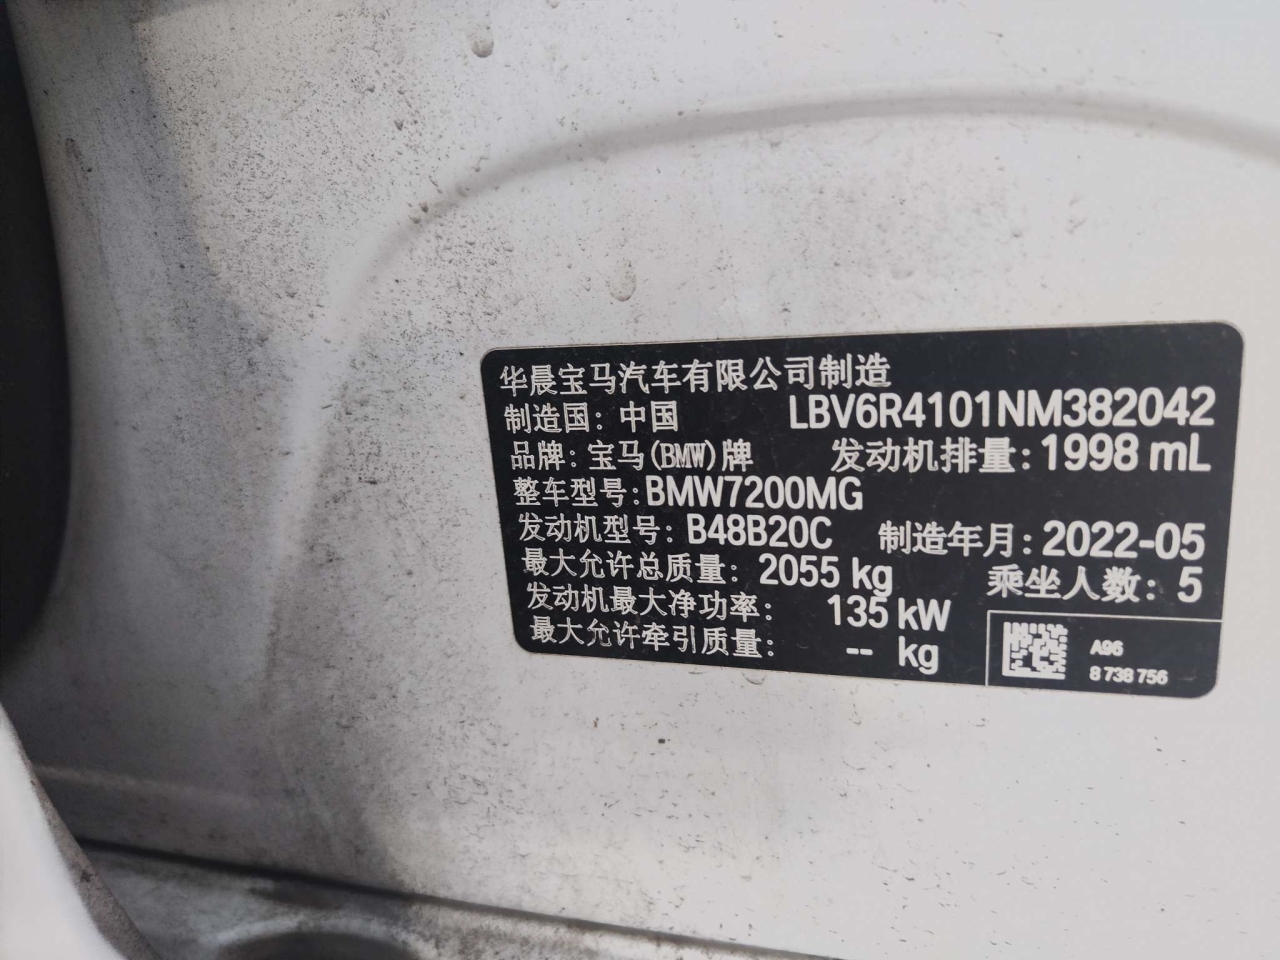 华晨宝马汽车有限公司制造
制造国: 中国 LBV6R4101NM382042
品牌: 宝马(BMW)牌 发动机排量: 1998 mL
整车型号: BMW7200MG
发动机型号: B48B20C 制造年月: 2022-05
最大允许总质量: 2055 kg 乘坐人数: 5
发动机最大净功率: 135 kW
最大允许牵引质量: -- kg
A96
8 738 756